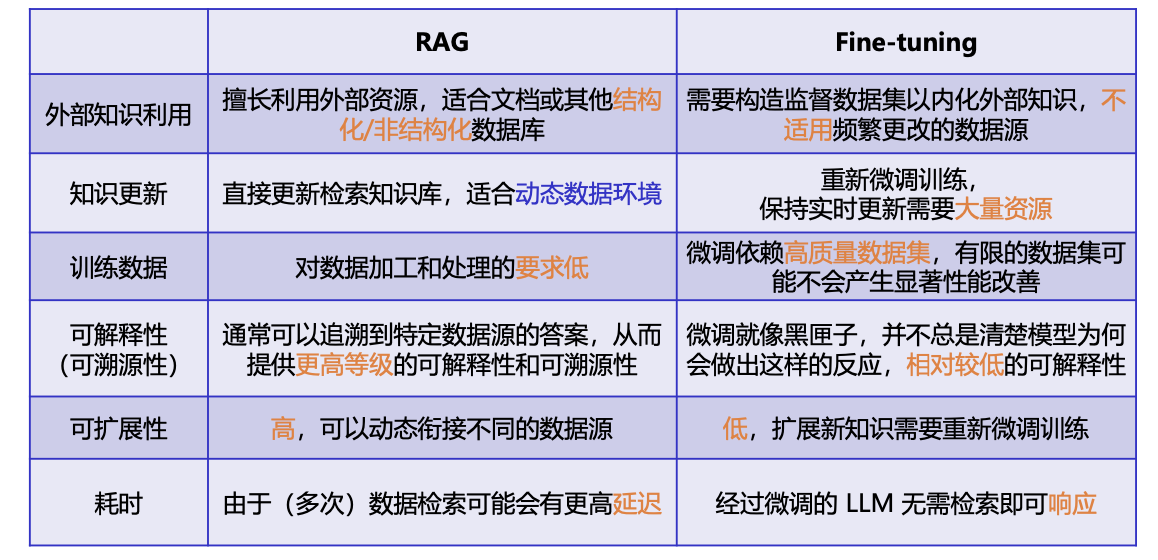 RAG
Fine-tuning
外部知识利用
擅长利用外部资源，适合文档或其他结构
化/非结构化数据库
需要构造监督数据集以内化外部知识，不
适用频繁更改的数据源
知识更新
直接更新检索知识库，适合动态数据环境
重新微调训练，
保持实时更新需要大量资源
训练数据
对数据加工和处理的要求低
微调依赖高质量数据集，有限的数据集可
能不会产生显著性能改善
可解释性
（可溯源性）
通常可以追溯到特定数据源的答案，从而
提供更高等级的可解释性和可溯源性
微调就像黑匣子，并不总是清楚模型为何
会做出这样的反应，相对较低的可解释性
可扩展性
高，可以动态衔接不同的数据源
低，扩展新知识需要重新微调训练
耗时
由于（多次）数据检索可能会有更高延迟
经过微调的 LLM 无需检索即可响应